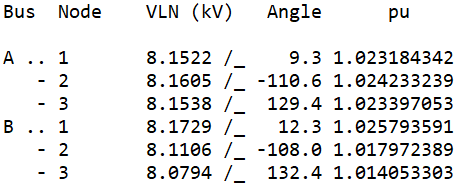 Bus  Node    VLN (kV)   Angle      pu
A .. 1      8.1522 /_    9.3 1.023184342
   - 2      8.1605 /_ -110.6 1.024233239
   - 3      8.1538 /_  129.4 1.023397053
B .. 1      8.1729 /_   12.3 1.025793591
   - 2      8.1106 /_ -108.0 1.017972389
   - 3      8.0794 /_  132.4 1.014053303